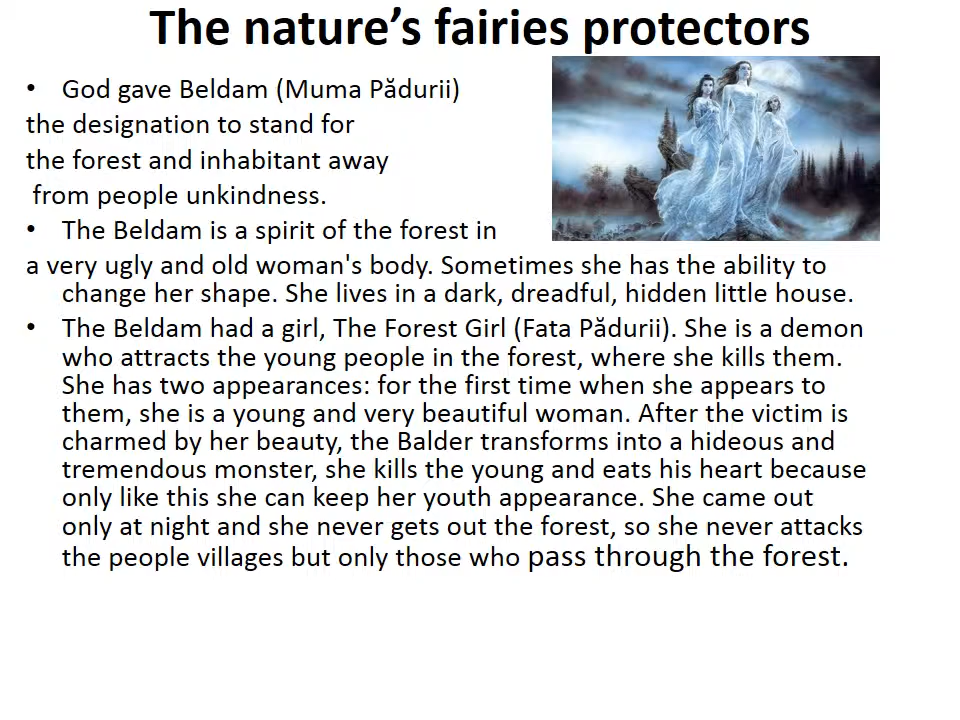 The nature’s fairies protectors
• God gave Beldam (Muma Pădurii)
the designation to stand for
the forest and inhabitant away
from people unkindness.
• The Beldam is a spirit of the forest in
a very ugly and old woman's body. Sometimes she has the ability to
change her shape. She lives in a dark, dreadful, hidden little house.
• The Beldam had a girl, The Forest Girl (Fata Pădurii). She is a demon
who attracts the young people in the forest, where she kills them.
She has two appearances: for the first time when she appears to
them, she is a young and very beautiful woman. After the victim is
charmed by her beauty, the Balder transforms into a hideous and
tremendous monster, she kills the young and eats his heart because
only like this she can keep her youth appearance. She came out
only at night and she never gets out the forest, so she never attacks
the people villages but only those who pass through the forest.